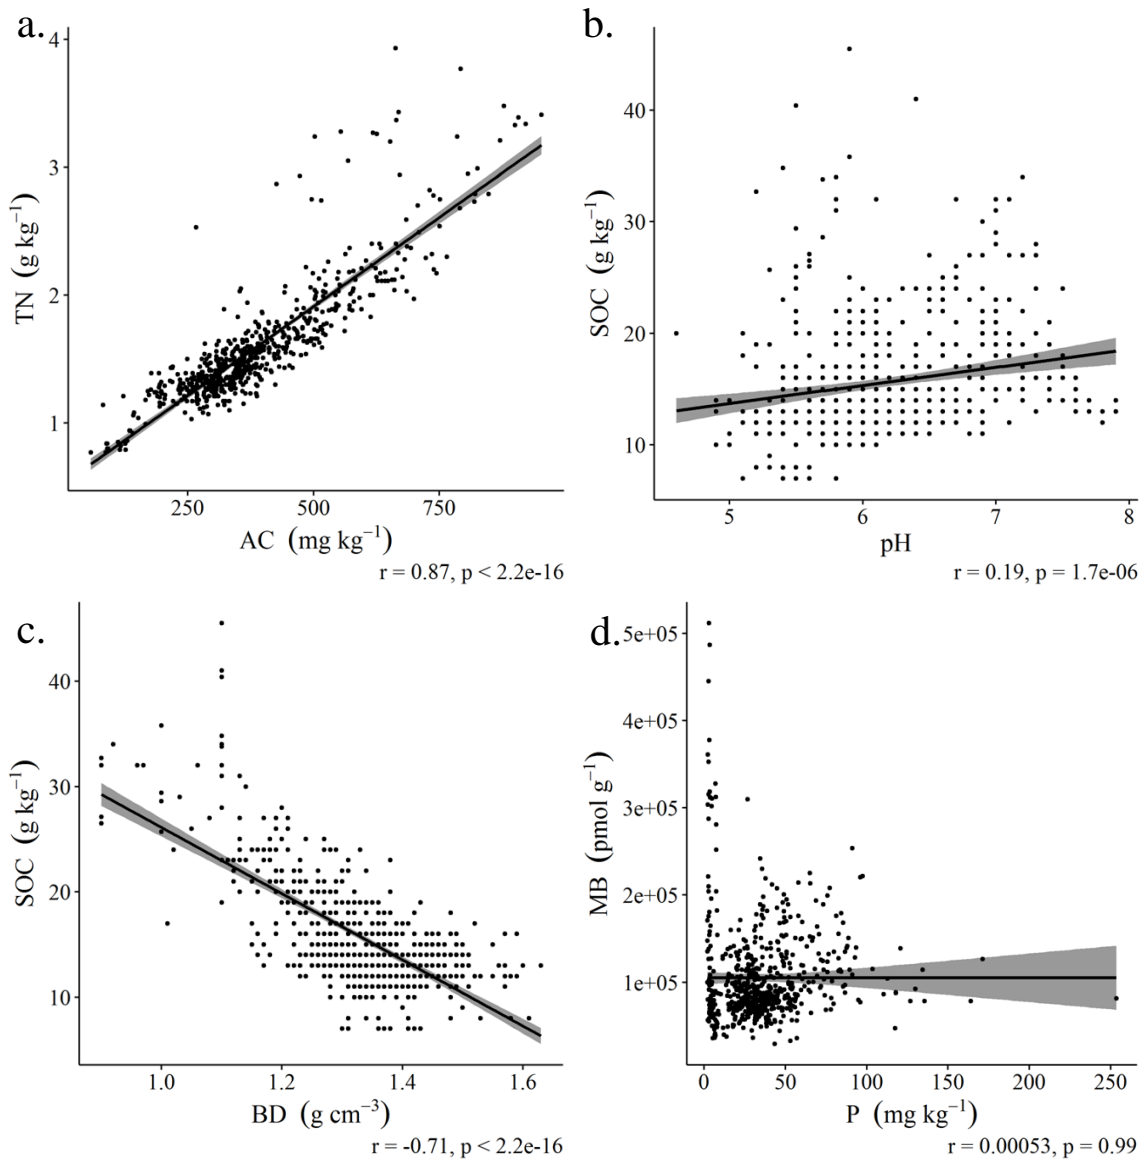 a.
4
3
2
1
TN (g kg⁻¹)
250 500 750
AC (mg kg⁻¹)
r = 0.87, p < 2.2e-16
b.
40
30
20
10
SOC (g kg⁻¹)
5 6 7 8
pH
r = 0.19, p = 1.7e-06
c.
40
30
20
10
SOC (g kg⁻¹)
1.0 1.2 1.4 1.6
BD (g cm⁻³)
r = -0.71, p < 2.2e-16
d.
5e+05
4e+05
3e+05
2e+05
1e+05
MB (pmol g⁻¹)
0 50 100 150 200 250
P (mg kg⁻¹)
r = 0.00053, p = 0.99